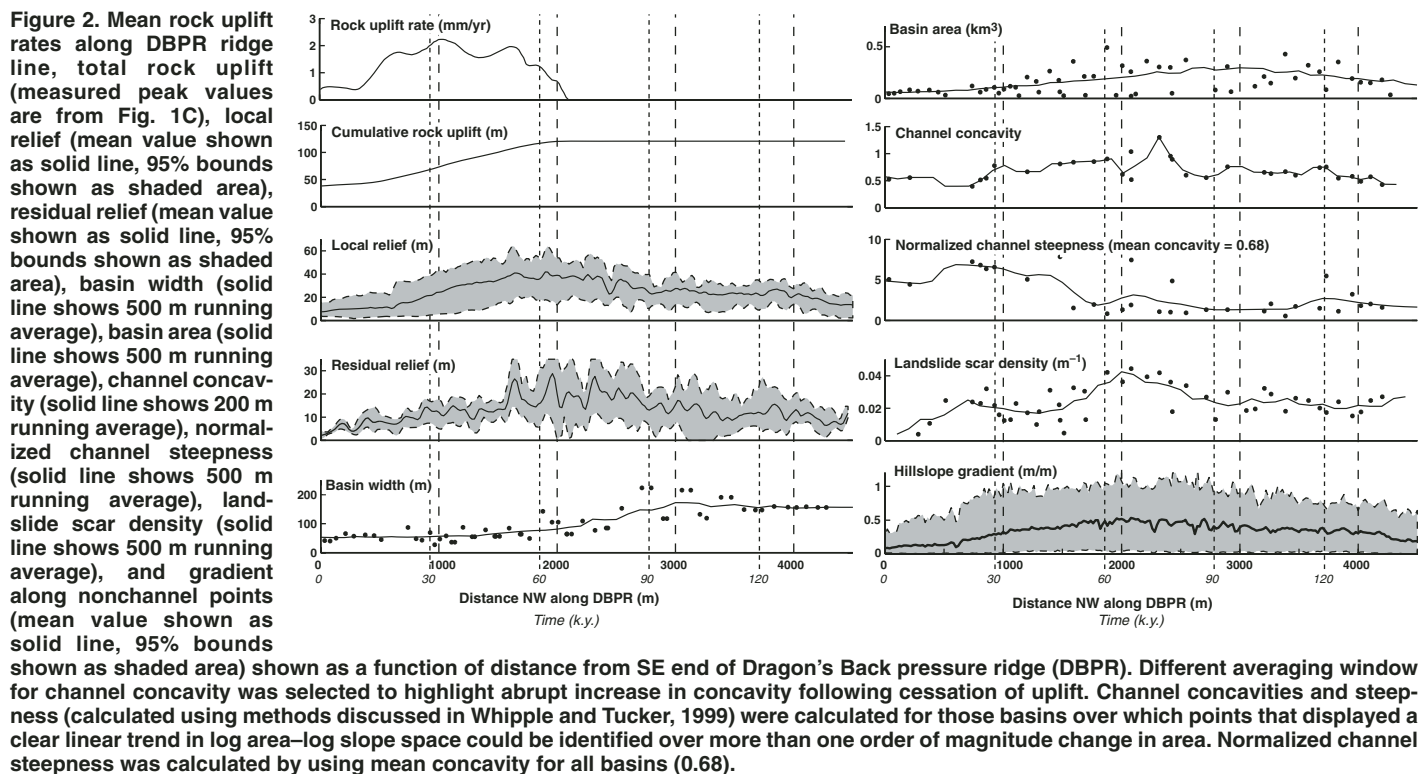 Figure 2. Mean rock uplift
rates along DBPR ridge
line, total rock uplift
(measured peak values
are from Fig. 1C), local
relief (mean value shown
as solid line, 95% bounds
shown as shaded area),
residual relief (mean value
shown as solid line, 95%
bounds shown as shaded
area), basin width (solid
line shows 500 m running
average), basin area (solid
line shows 500 m running
average), channel concav-
ity (solid line shows 200 m
running average), normal-
ized channel steepness
(solid line shows 500 m
running average), land-
slide scar density (solid
line shows 500 m running
average), and gradient
along nonchannel points
(mean value shown as
solid line, 95% bounds
shown as shaded area) shown as a function of distance from SE end of Dragon's Back pressure ridge (DBPR). Different averaging window
for channel concavity was selected to highlight abrupt increase in concavity following cessation of uplift. Channel concavities and steep-
ness (calculated using methods discussed in Whipple and Tucker, 1999) were calculated for those basins over which points that displayed a
clear linear trend in log area–log slope space could be identified over more than one order of magnitude change in area. Normalized channel
steepness was calculated by using mean concavity for all basins (0.68).
Rock uplift rate (mm/yr)
3
2
1
0
Cumulative rock uplift (m)
150
100
50
0
Local relief (m)
60
40
20
0
Residual relief (m)
30
20
10
0
Basin width (m)
200
100
0
0 30 1000 60 2000 90 3000 120 4000
Distance NW along DBPR (m)
Time (k.y.)
Basin area (km³)
0.5
0
Channel concavity
1.5
1.0
0.5
0
Normalized channel steepness (mean concavity = 0.68)
10
5
0
Landslide scar density (m⁻¹)
0.04
0.02
0
Hillslope gradient (m/m)
1
0.5
0
0 30 1000 60 2000 90 3000 120 4000
Distance NW along DBPR (m)
Time (k.y.)